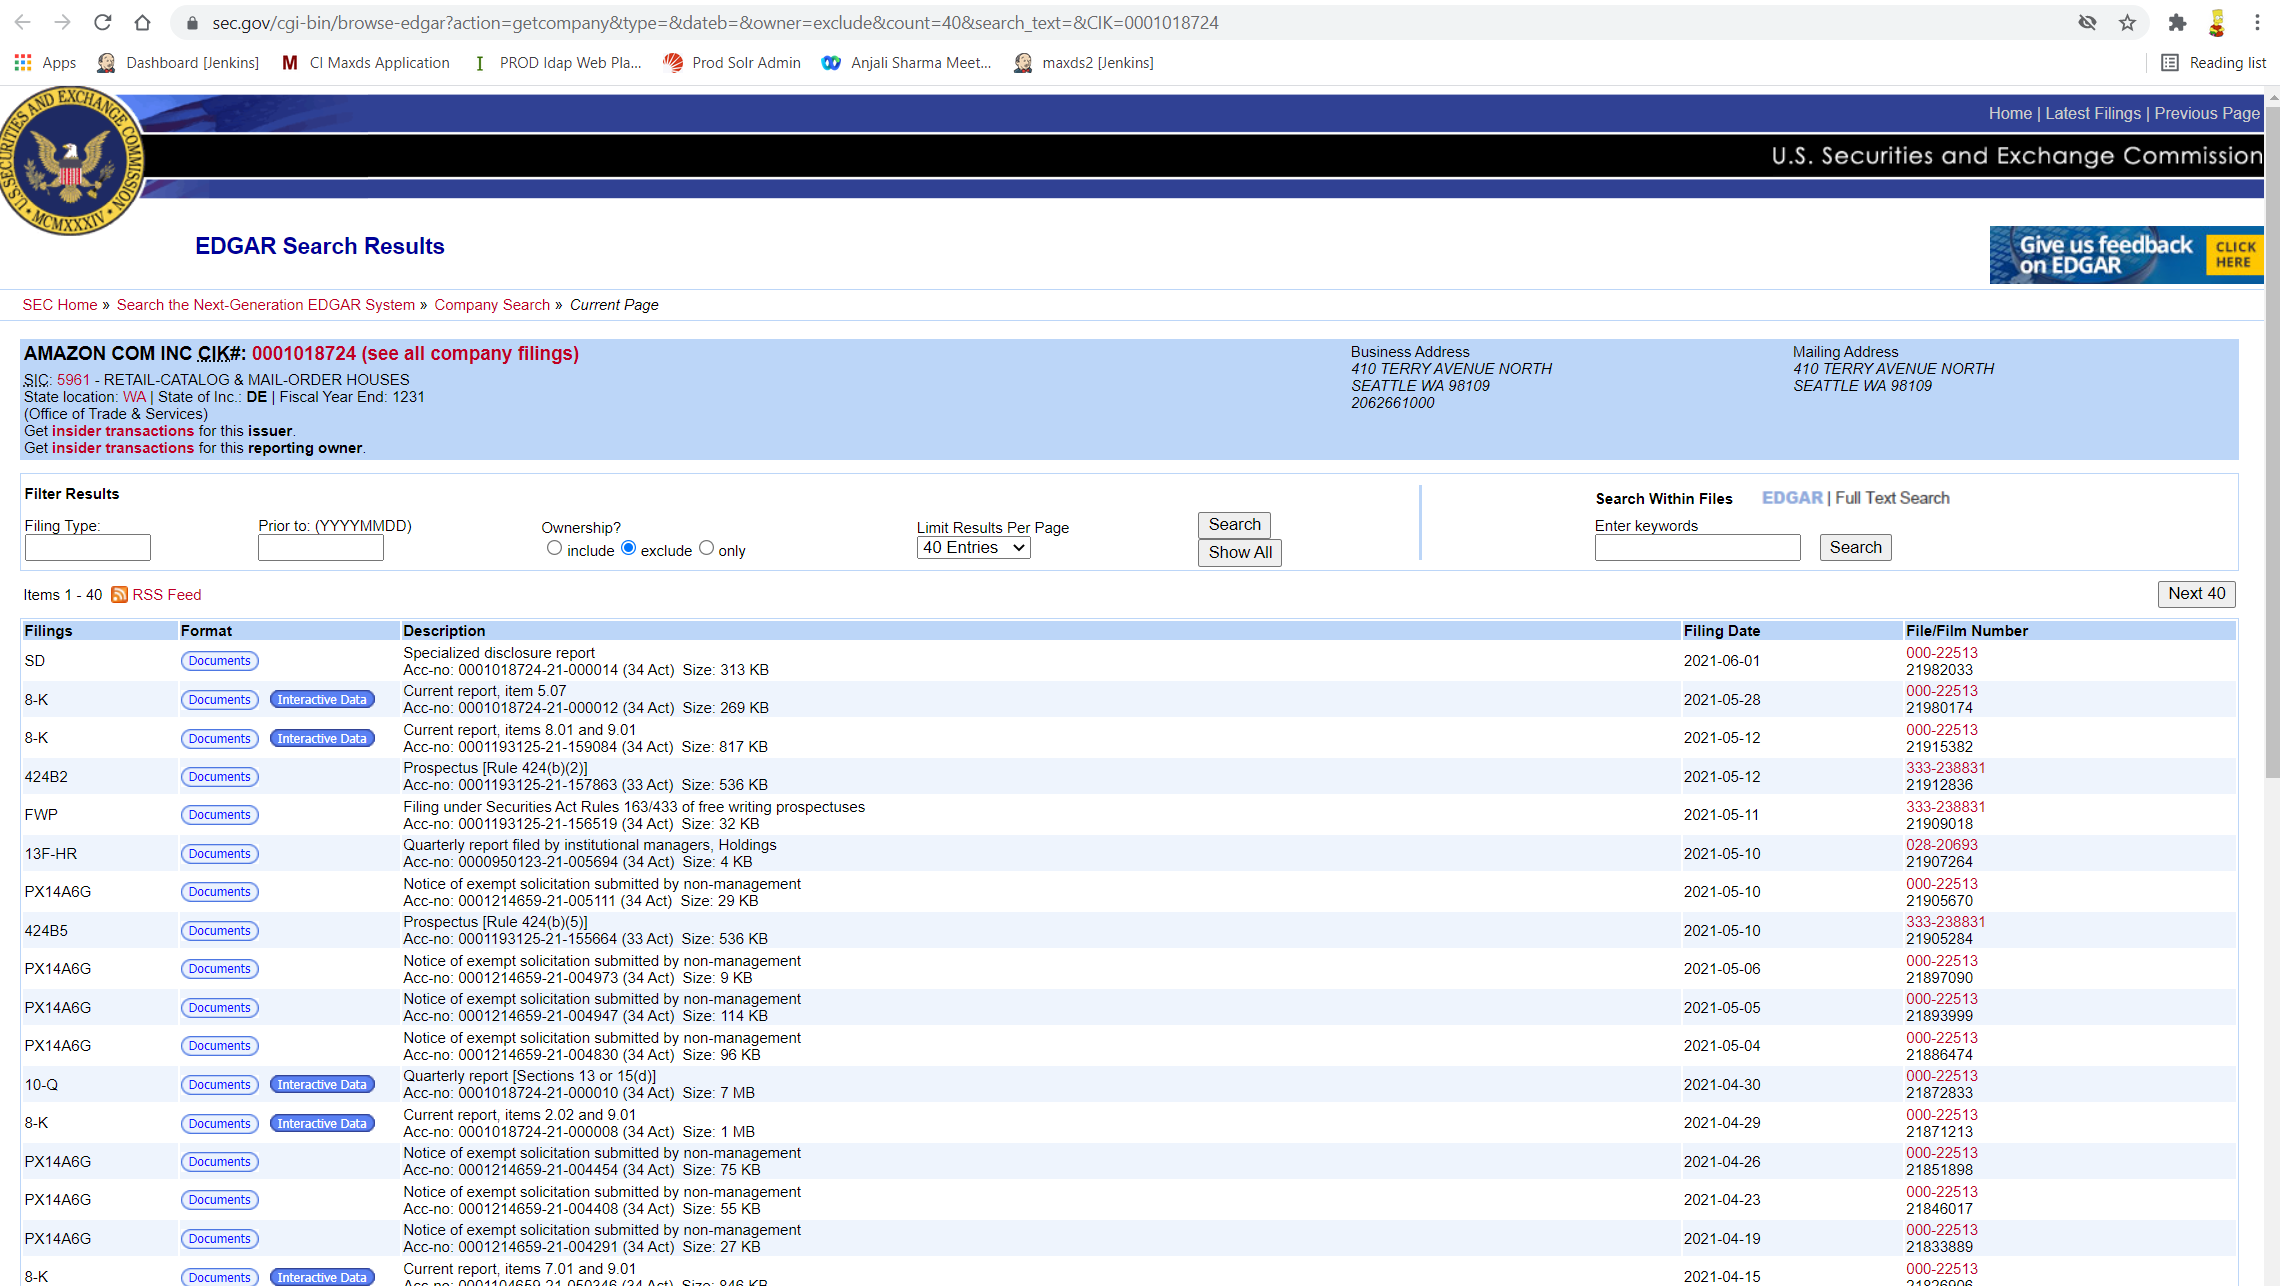 sec.gov/cgi-bin/browse-edgar?action=getcompany&type=&dateb=&owner=exclude&count=40&search_text=&CIK=0001018724
Apps Dashboard [Jenkins] CI Maxds Application PROD Idap Web Pla... Prod Solr Admin Anjali Sharma Meet... maxds2 [Jenkins] Reading list
Home | Latest Filings | Previous Page
U.S. Securities and Exchange Commission
U.S. SECURITIES AND EXCHANGE COMMISSION
MCMXXXIV
EDGAR Search Results
Give us feedback on EDGAR CLICK HERE
SEC Home » Search the Next-Generation EDGAR System » Company Search » Current Page
AMAZON COM INC CIK#: 0001018724 (see all company filings)
SIC: 5961 - RETAIL-CATALOG & MAIL-ORDER HOUSES
State location: WA | State of Inc.: DE | Fiscal Year End: 1231
(Office of Trade & Services)
Get insider transactions for this issuer.
Get insider transactions for this reporting owner.
Business Address
410 TERRY AVENUE NORTH
SEATTLE WA 98109
2062661000
Mailing Address
410 TERRY AVENUE NORTH
SEATTLE WA 98109
Filter Results
Filing Type:
Prior to: (YYYYMMDD)
Ownership?
include exclude only
Limit Results Per Page
40 Entries
Search
Show All
Search Within Files EDGAR | Full Text Search
Enter keywords
Search
Items 1 - 40 RSS Feed Next 40
Filings Format Description Filing Date File/Film Number
SD Documents Specialized disclosure report 2021-06-01 000-22513
Acc-no: 0001018724-21-000014 (34 Act) Size: 313 KB 21982033
8-K Documents Interactive Data Current report, item 5.07 2021-05-28 000-22513
Acc-no: 0001018724-21-000012 (34 Act) Size: 269 KB 21980174
8-K Documents Interactive Data Current report, items 8.01 and 9.01 2021-05-12 000-22513
Acc-no: 0001193125-21-159084 (34 Act) Size: 817 KB 21915382
424B2 Documents Prospectus [Rule 424(b)(2)] 2021-05-12 333-238831
Acc-no: 0001193125-21-157863 (33 Act) Size: 536 KB 21912836
FWP Documents Filing under Securities Act Rules 163/433 of free writing prospectuses 2021-05-11 333-238831
Acc-no: 0001193125-21-156519 (34 Act) Size: 32 KB 21909018
13F-HR Documents Quarterly report filed by institutional managers, Holdings 2021-05-10 028-20693
Acc-no: 0000950123-21-005694 (34 Act) Size: 4 KB 21907264
PX14A6G Documents Notice of exempt solicitation submitted by non-management 2021-05-10 000-22513
Acc-no: 0001214659-21-005111 (34 Act) Size: 29 KB 21905670
424B5 Documents Prospectus [Rule 424(b)(5)] 2021-05-10 333-238831
Acc-no: 0001193125-21-155664 (33 Act) Size: 536 KB 21905284
PX14A6G Documents Notice of exempt solicitation submitted by non-management 2021-05-06 000-22513
Acc-no: 0001214659-21-004973 (34 Act) Size: 9 KB 21897090
PX14A6G Documents Notice of exempt solicitation submitted by non-management 2021-05-05 000-22513
Acc-no: 0001214659-21-004947 (34 Act) Size: 114 KB 21893999
PX14A6G Documents Notice of exempt solicitation submitted by non-management 2021-05-04 000-22513
Acc-no: 0001214659-21-004830 (34 Act) Size: 96 KB 21886474
10-Q Documents Interactive Data Quarterly report [Sections 13 or 15(d)] 2021-04-30 000-22513
Acc-no: 0001018724-21-000010 (34 Act) Size: 7 MB 21872833
8-K Documents Interactive Data Current report, items 2.02 and 9.01 2021-04-29 000-22513
Acc-no: 0001018724-21-000008 (34 Act) Size: 1 MB 21871213
PX14A6G Documents Notice of exempt solicitation submitted by non-management 2021-04-26 000-22513
Acc-no: 0001214659-21-004454 (34 Act) Size: 75 KB 21851898
PX14A6G Documents Notice of exempt solicitation submitted by non-management 2021-04-23 000-22513
Acc-no: 0001214659-21-004408 (34 Act) Size: 55 KB 21846017
PX14A6G Documents Notice of exempt solicitation submitted by non-management 2021-04-19 000-22513
Acc-no: 0001214659-21-004291 (34 Act) Size: 27 KB 21833889
8-K Documents Interactive Data Current report, items 7.01 and 9.01 2021-04-15 000-22513
Acc-no: 0001104659-21-050346 (34 Act) Size: 846 KB 21826906